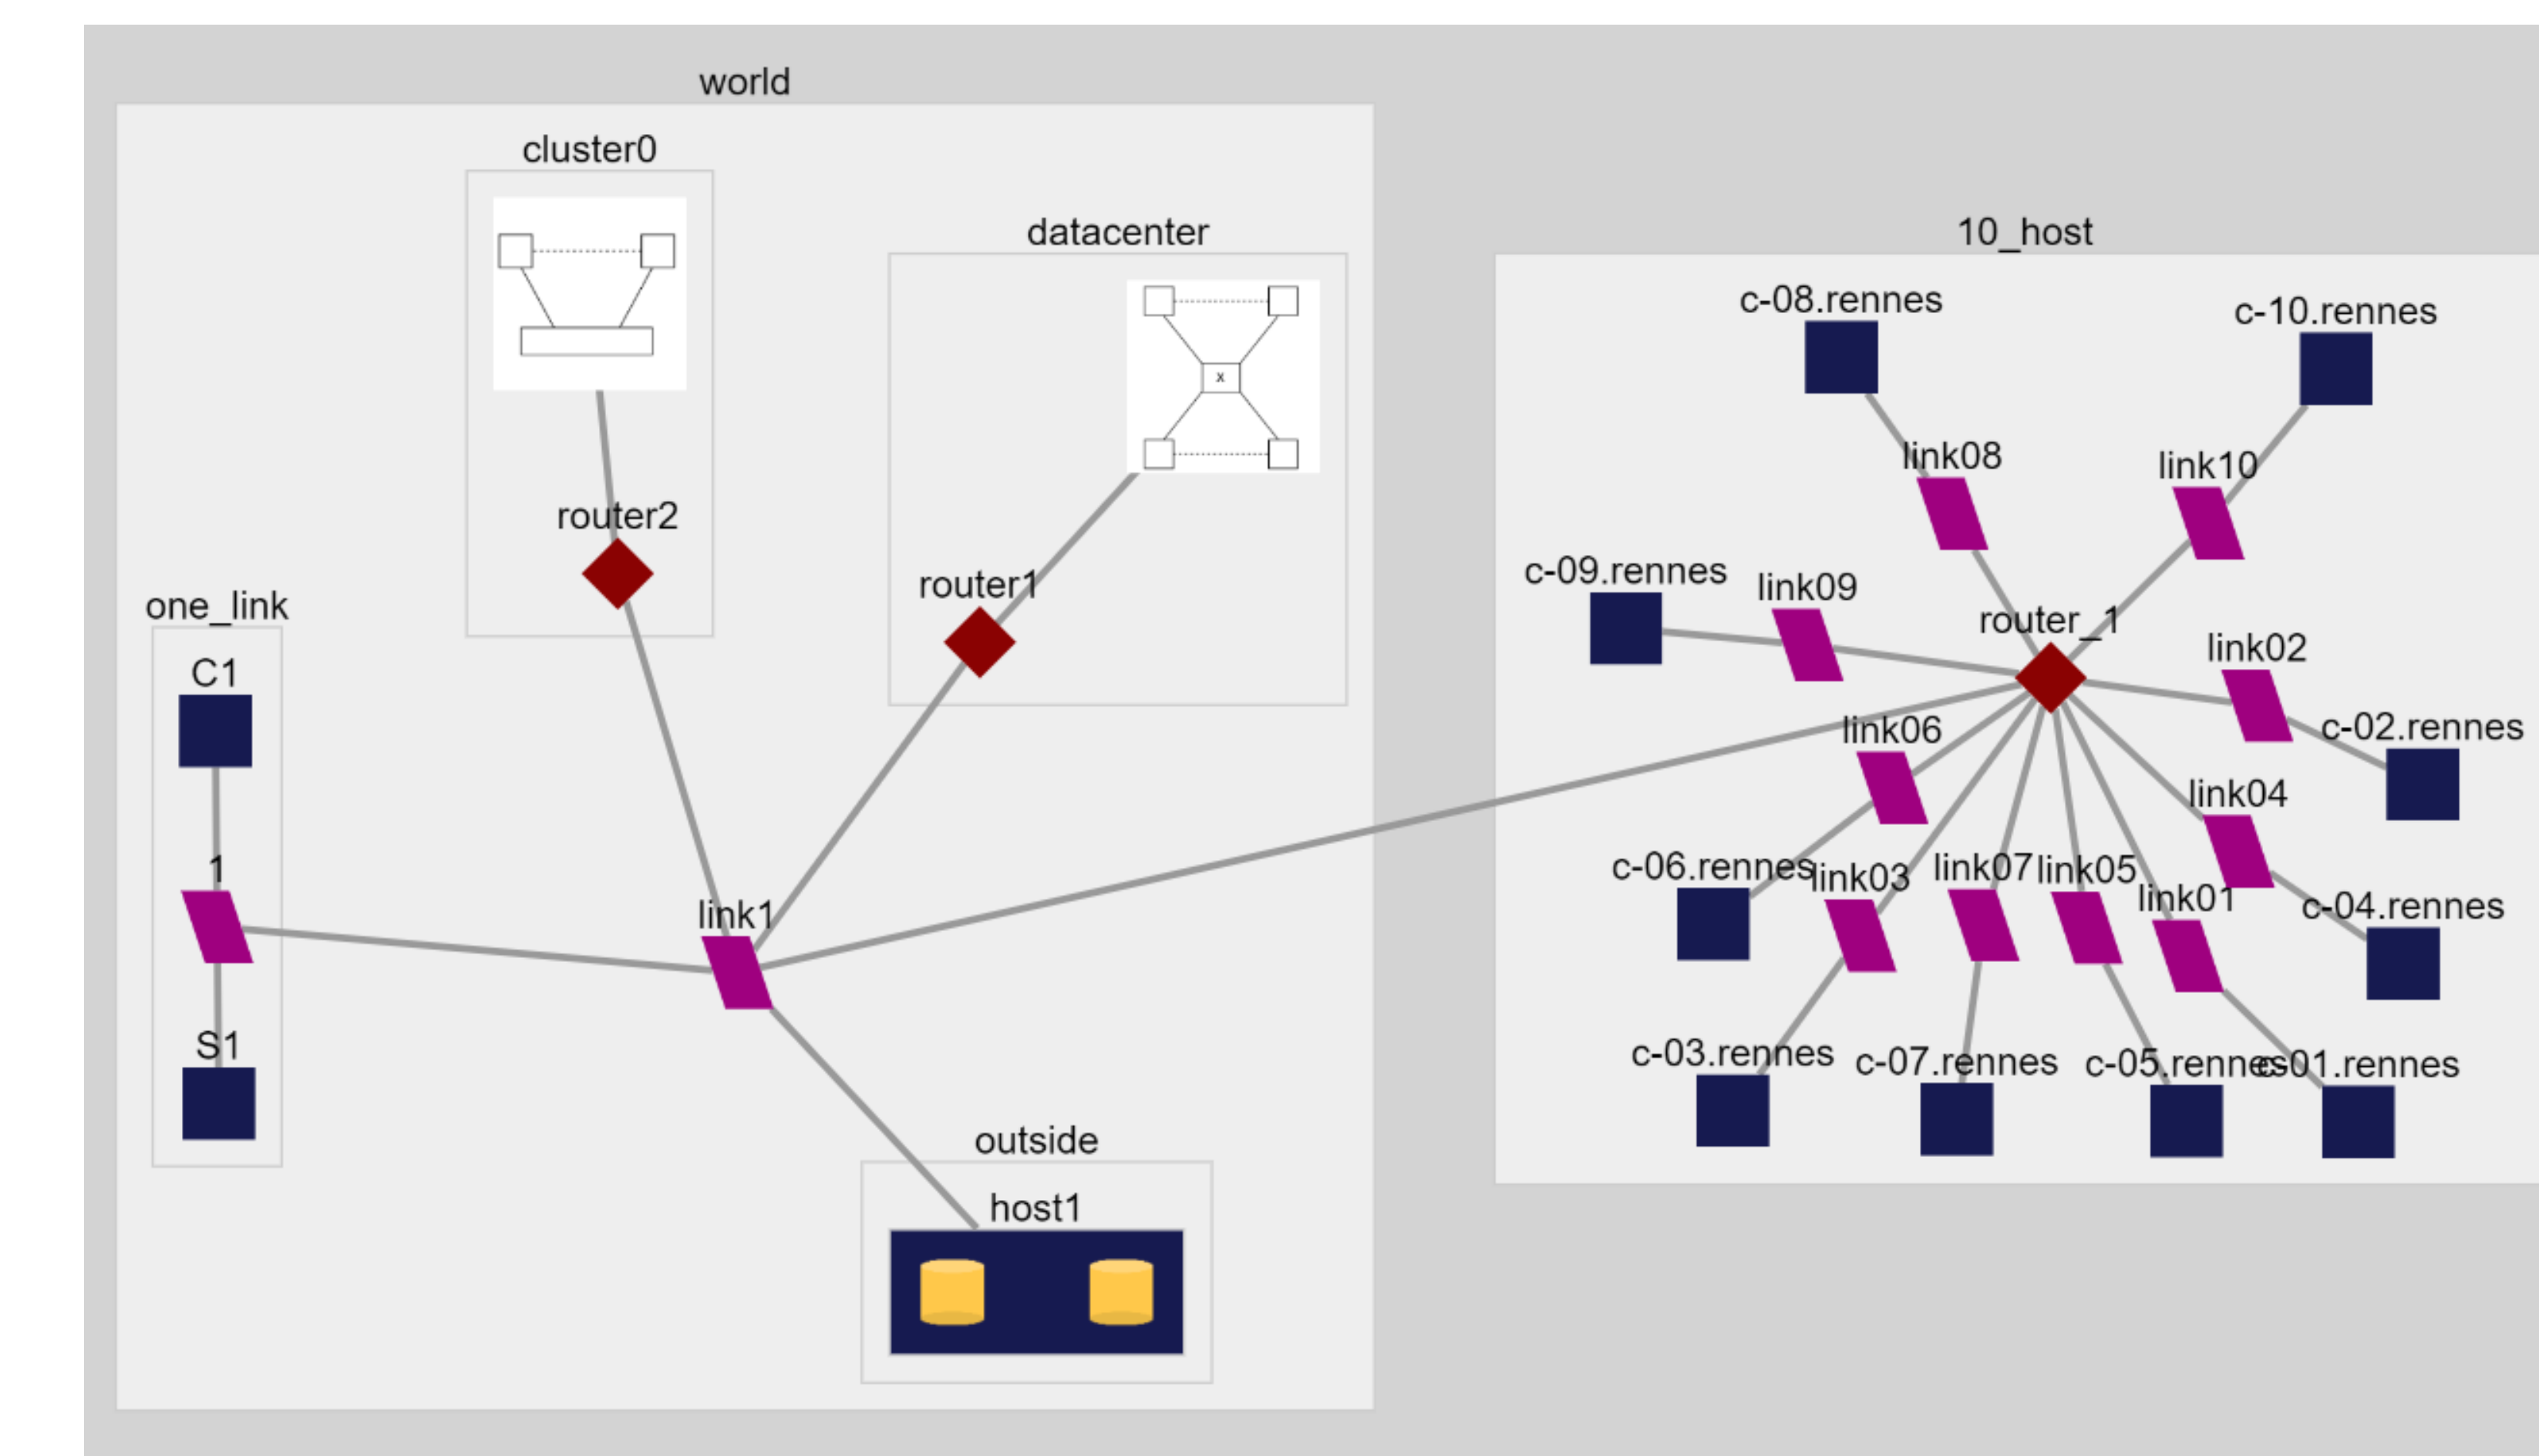 world
cluster0
datacenter
x
router2
router1
one_link
C1
1
S1
link1
outside
host1
10_host
c-08.rennes
c-10.rennes
link08
link10
c-09.rennes
link09
router_1
link02
c-02.rennes
link06
link04
c-06.rennes
link03
link07
link05
link01
c-04.rennes
c-03.rennes
c-07.rennes
c-05.rennes
c-01.rennes